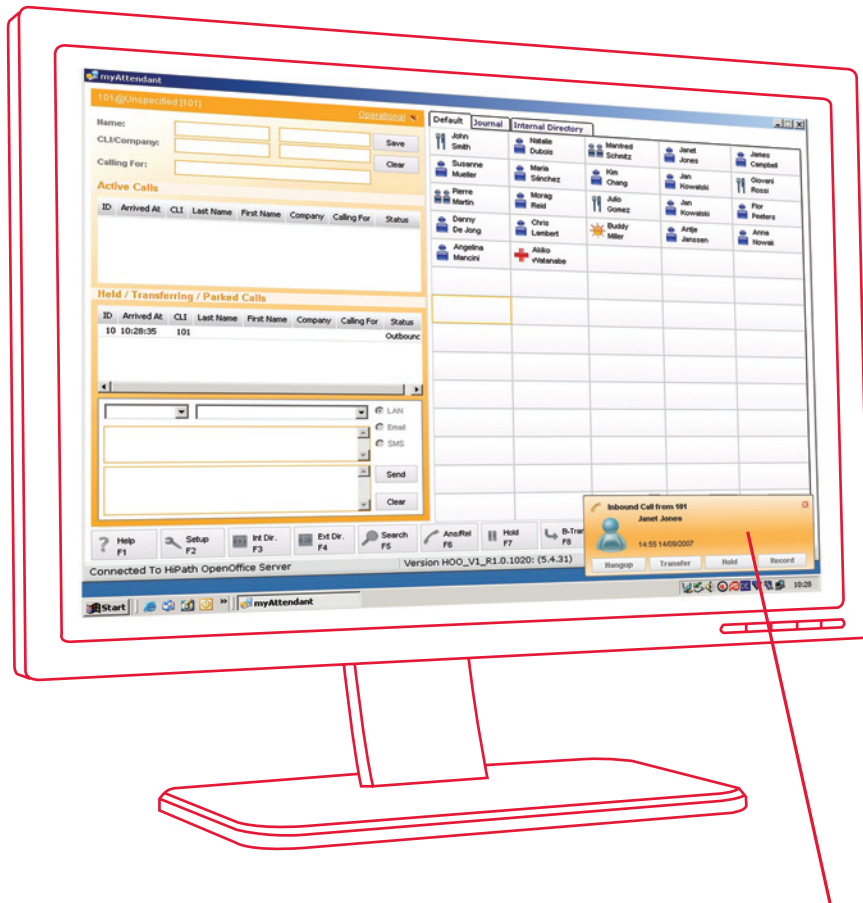 myAttendant
101@Unspecified [101]
Operational
Name:
Save
CLI/Company:
Clear
Calling For:
Active Calls
ID Arrived At CLI Last Name First Name Company Calling For Status
Held / Transferring / Parked Calls
ID Arrived At CLI Last Name First Name Company Calling For Status
10 10:28:35 101 Outbounc
LAN
Email
SMS
Send
Clear
Default Journal Internal Directory
John Smith Natalie Dubois Manfred Schmitz Janet Jones James Campbell
Susanne Mueller Maria Sánchez Kim Chang Jan Kowalski Giovani Rossi
Pierre Martin Morag Reid Julio Gomez Jan Kowalski Flor Peeters
Danny De Jong Chris Lambert Buddy Miller Antje Janssen Anna Nowak
Angelina Mancini Akiko Watanabe
Help F1 Setup F2 Int Dir. F3 Ext Dir. F4 Search F5 Ans/Rel F6 Hold F7 B-Tran F8
Inbound Call from 101
Janet Jones
14:55 14/09/2007
Hangup Transfer Hold Record
Connected To HiPath OpenOffice Server Version HOO_V1_R1.0.1020: (5.4.31)
Start myAttendant 10:28